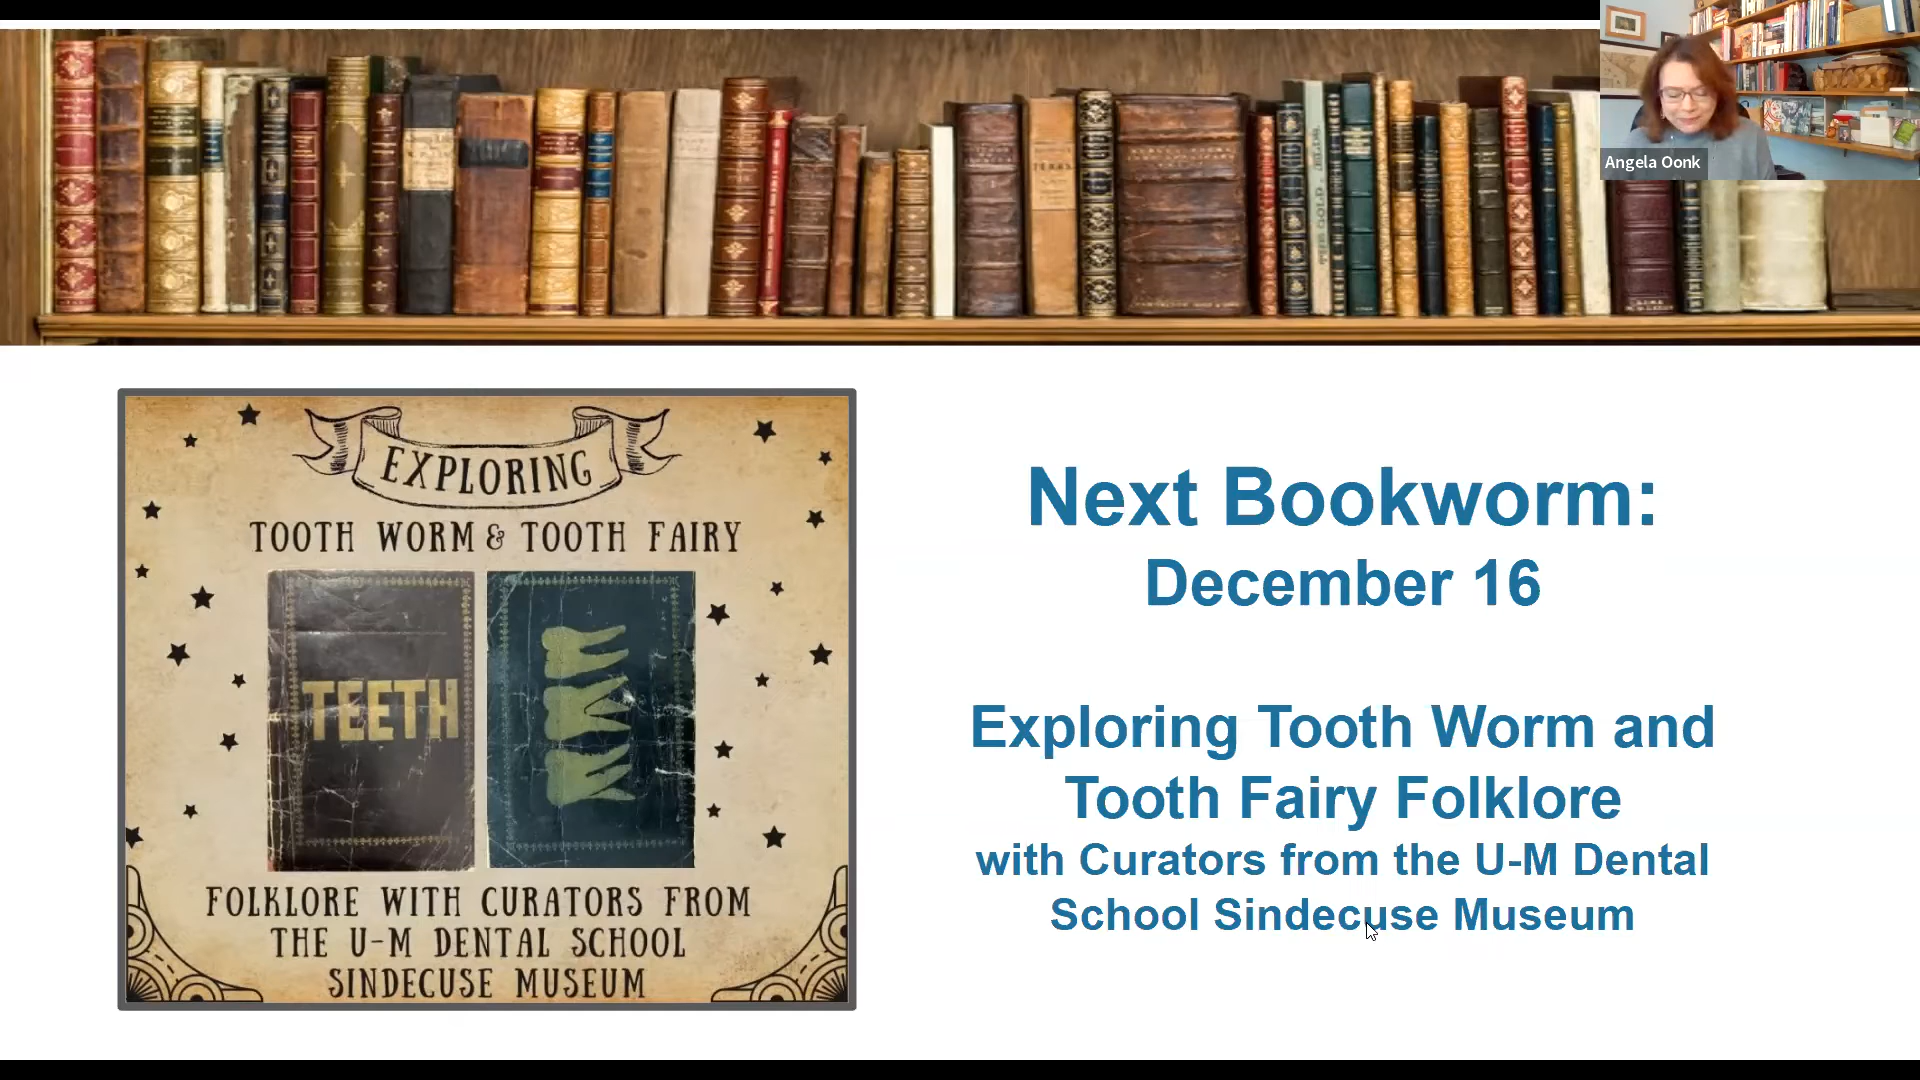 Angela Oonk
EXPLORING
TOOTH WORM & TOOTH FAIRY
TEETH
FOLKLORE WITH CURATORS FROM
THE U-M DENTAL SCHOOL
SINDECUSE MUSEUM
Next Bookworm:
December 16
Exploring Tooth Worm and
Tooth Fairy Folklore
with Curators from the U-M Dental
School Sindecuse Museum